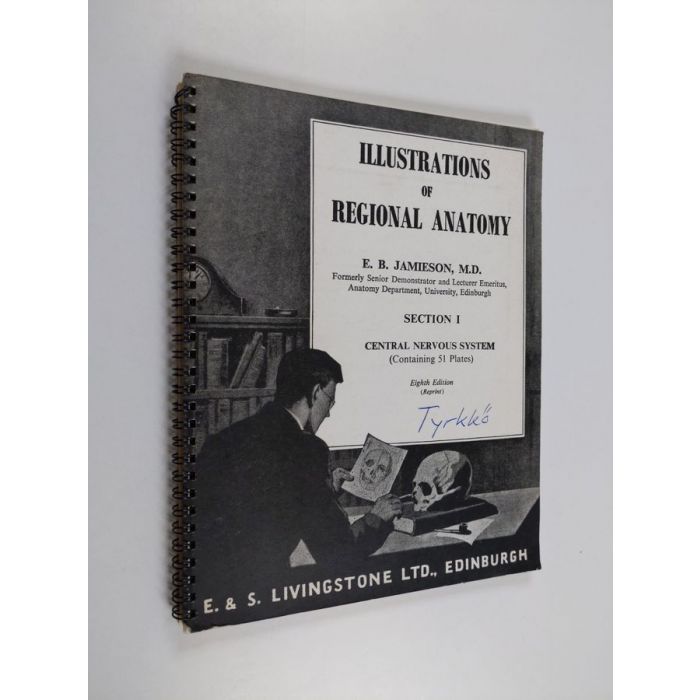 ILLUSTRATIONS
OF
REGIONAL ANATOMY
E. B. JAMIESON, M.D.
Formerly Senior Demonstrator and Lecturer Emeritus,
Anatomy Department, University, Edinburgh
SECTION I
CENTRAL NERVOUS SYSTEM
(Containing 51 Plates)
Eighth Edition
(Reprint)
Tyrkkö
E. & S. LIVINGSTONE LTD., EDINBURGH